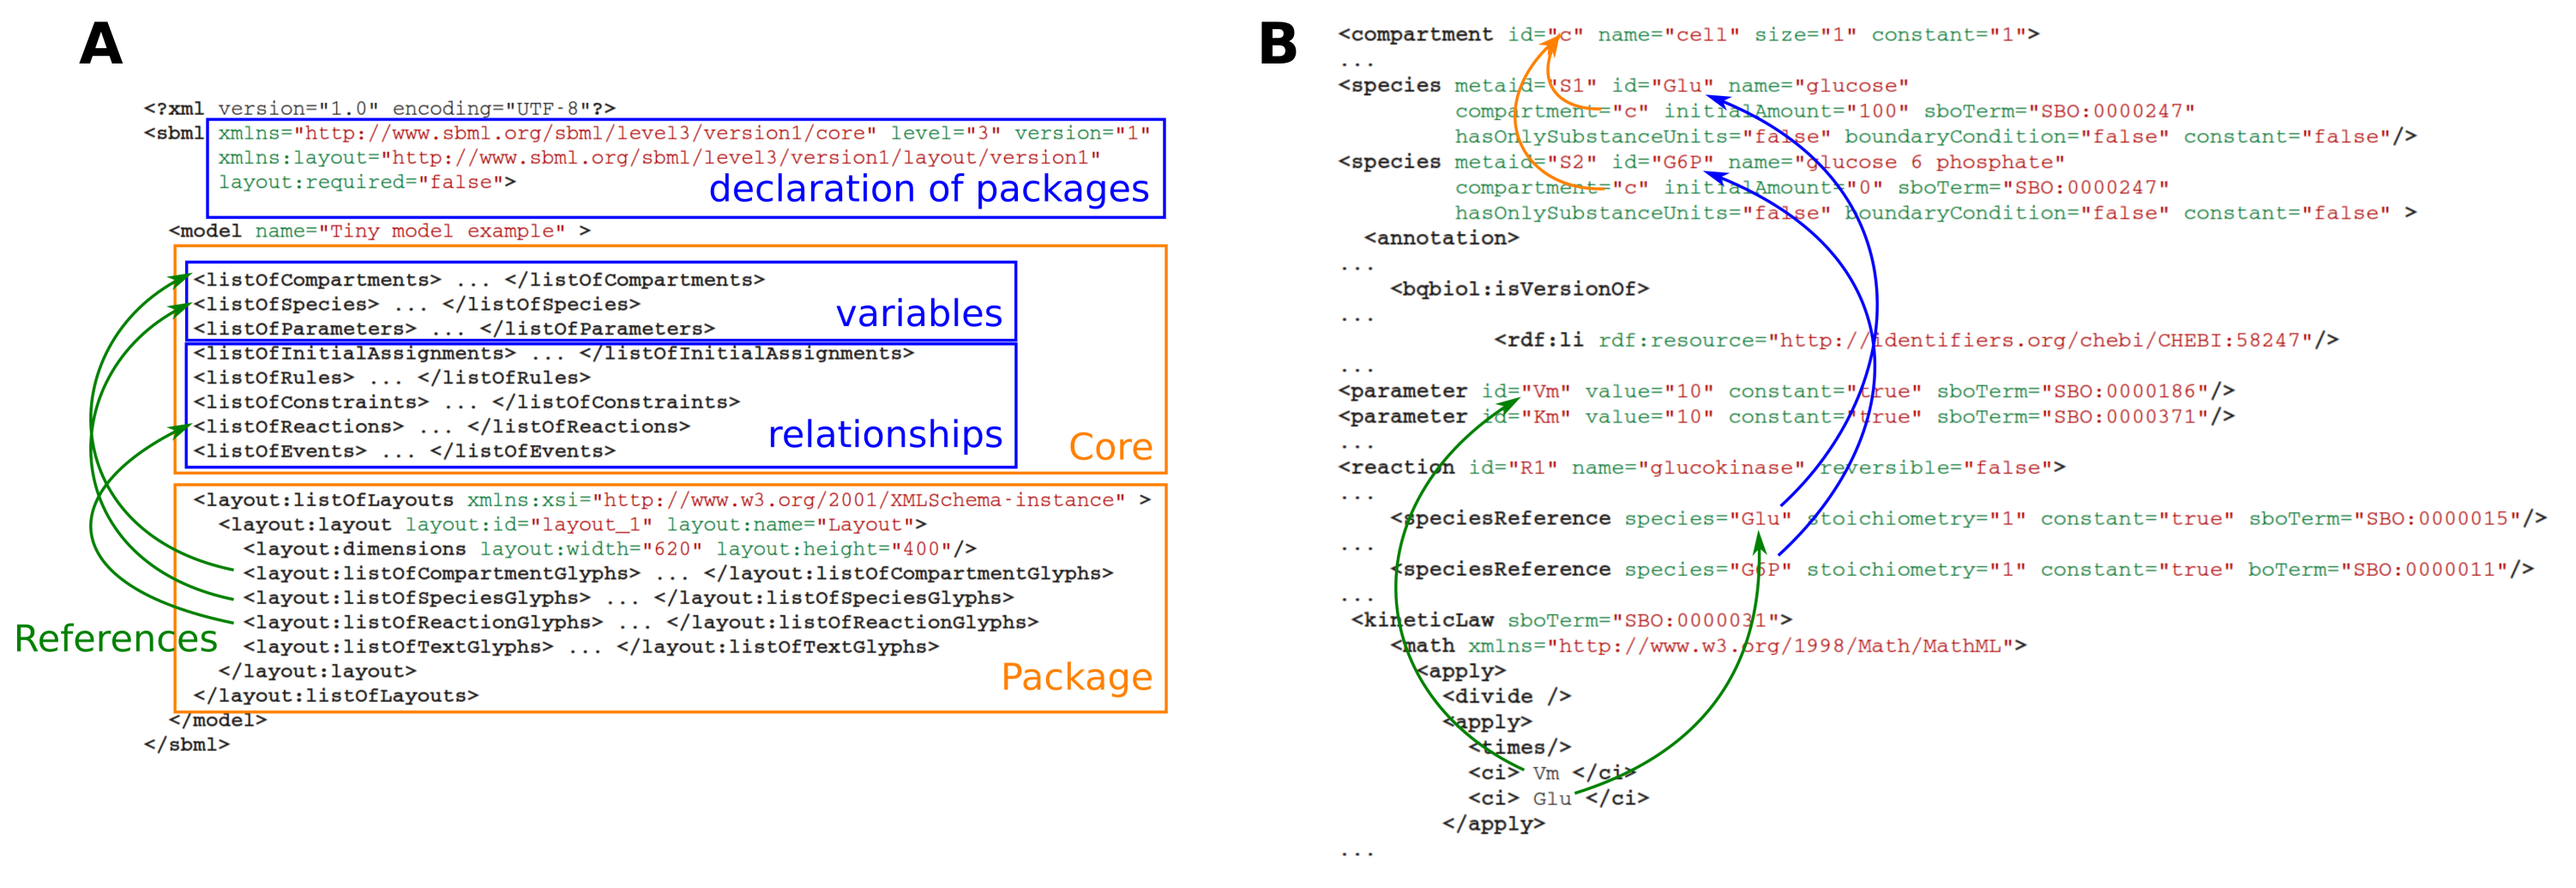 A
<?xml version="1.0" encoding="UTF-8"?>
<sbml xmlns="http://www.sbml.org/sbml/level3/version1/core" level="3" version="1"
xmlns:layout="http://www.sbml.org/sbml/level3/version1/layout/version1"
layout:required="false">
declaration of packages
<model name="Tiny model example" >
<listOfCompartments> ... </listOfCompartments>
<listOfSpecies> ... </listOfSpecies>
<listOfParameters> ... </listOfParameters>
variables
<listOfInitialAssignments> ... </listOfInitialAssignments>
<listOfRules> ... </listOfRules>
<listOfConstraints> ... </listOfConstraints>
<listOfReactions> ... </listOfReactions>
<listOfEvents> ... </listOfEvents>
relationships
Core
<layout:listOfLayouts xmlns:xsi="http://www.w3.org/2001/XMLSchema-instance" >
<layout:layout layout:id="layout_1" layout:name="Layout">
<layout:dimensions layout:width="620" layout:height="400"/>
<layout:listOfCompartmentGlyphs> ... </layout:listOfCompartmentGlyphs>
<layout:listOfSpeciesGlyphs> ... </layout:listOfSpeciesGlyphs>
<layout:listOfReactionGlyphs> ... </layout:listOfReactionGlyphs>
<layout:listOfTextGlyphs> ... </layout:listOfTextGlyphs>
</layout:layout>
</layout:listOfLayouts>
Package
References
</model>
</sbml>
B
<compartment id="c" name="cell" size="1" constant="1">
...
<species metaid="S1" id="Glu" name="glucose"
compartment="c" initialAmount="100" sboTerm="SBO:0000247"
hasOnlySubstanceUnits="false" boundaryCondition="false" constant="false"/>
<species metaid="S2" id="G6P" name="glucose 6 phosphate"
compartment="c" initialAmount="0" sboTerm="SBO:0000247"
hasOnlySubstanceUnits="false" boundaryCondition="false" constant="false" >
<annotation>
...
<bqbiol:isVersionOf>
...
<rdf:li rdf:resource="http://identifiers.org/chebi/CHEBI:58247"/>
...
<parameter id="Vm" value="10" constant="true" sboTerm="SBO:0000186"/>
<parameter id="Km" value="10" constant="true" sboTerm="SBO:0000371"/>
...
<reaction id="R1" name="glucokinase" reversible="false">
...
<speciesReference species="Glu" stoichiometry="1" constant="true" sboTerm="SBO:0000015"/>
...
<speciesReference species="G6P" stoichiometry="1" constant="true" boTerm="SBO:0000011"/>
...
<kineticLaw sboTerm="SBO:0000031">
<math xmlns="http://www.w3.org/1998/Math/MathML">
<apply>
<divide />
<apply>
<times/>
<ci> Vm </ci>
<ci> Glu </ci>
</apply>
...